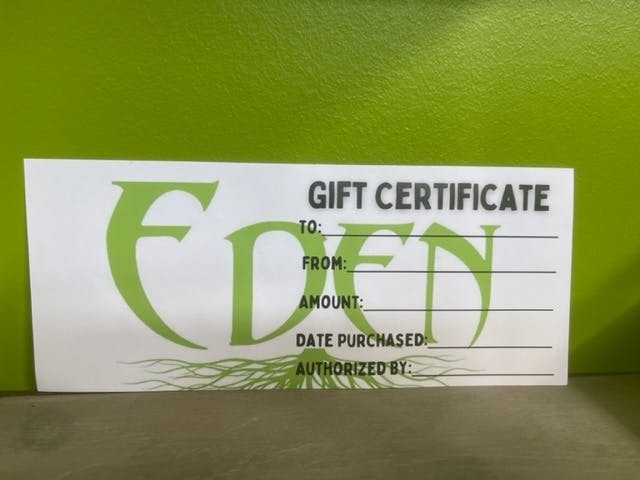 EDEN
GIFT CERTIFICATE
TO:
FROM:
AMOUNT:
DATE PURCHASED:
AUTHORIZED BY: